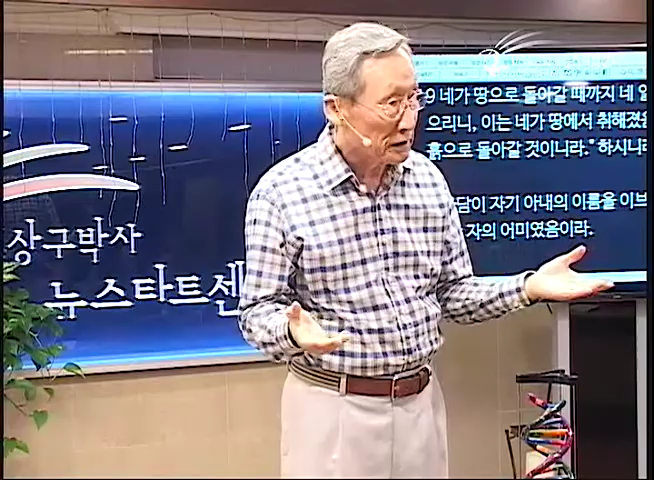 상구박사
뉴스타트센
9 네가 땅으로 돌아갈 때까지 네
으리니, 이는 네가 땅에서 취해졌
흙으로 돌아갈 것이니라." 하시니
담이 자기 아내의 이름을 이브
자의 어미였음이라.